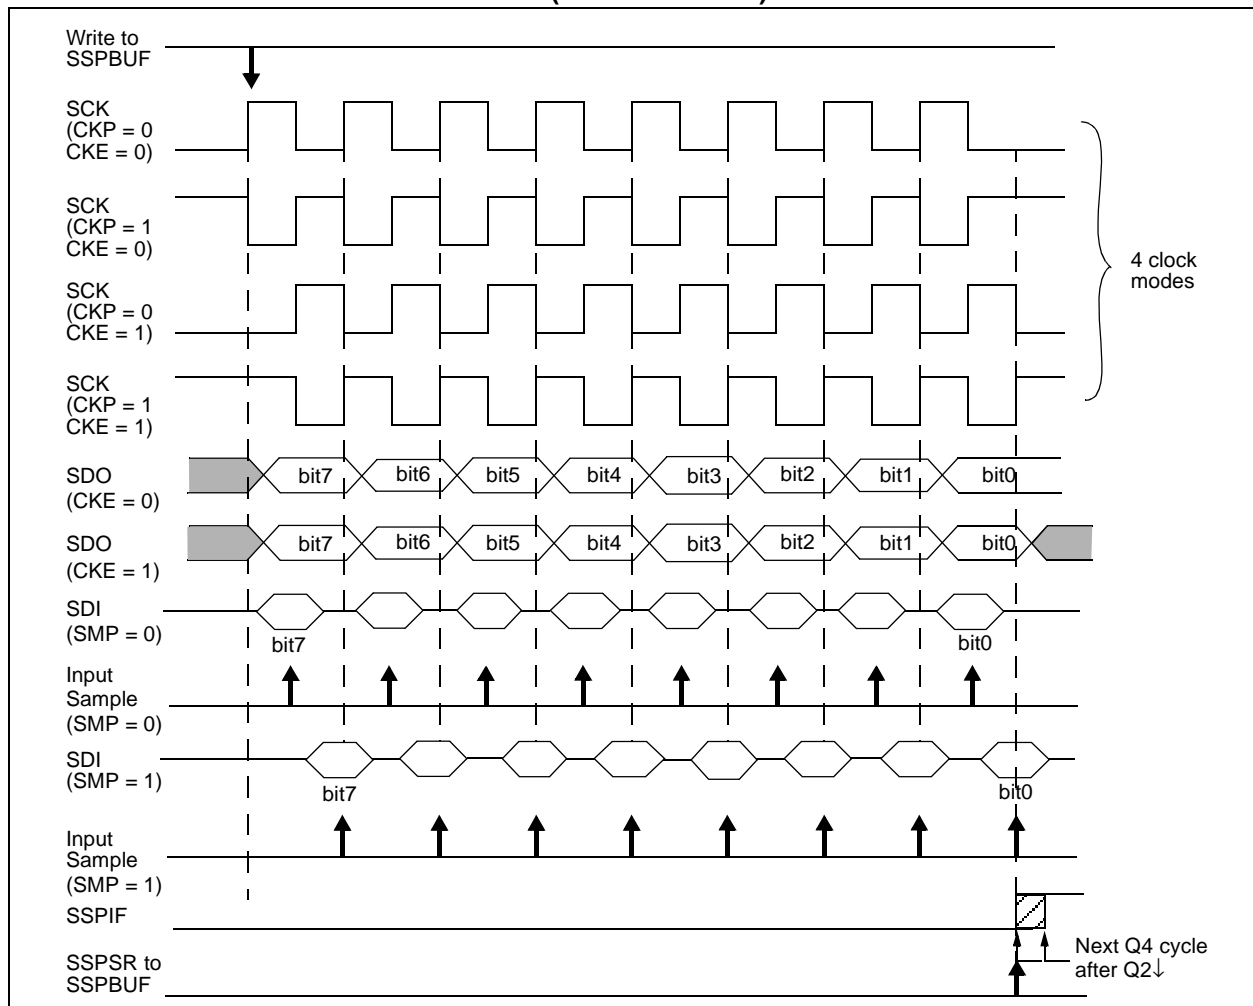 Write to
SSPBUF
SCK
(CKP = 0
CKE = 0)
SCK
(CKP = 1
CKE = 0)
SCK
(CKP = 0
CKE = 1)
SCK
(CKP = 1
CKE = 1)
4 clock
modes
SDO
(CKE = 0)
bit7 bit6 bit5 bit4 bit3 bit2 bit1 bit0
SDO
(CKE = 1)
bit7 bit6 bit5 bit4 bit3 bit2 bit1 bit0
SDI
(SMP = 0)
bit7 bit0
Input
Sample
(SMP = 0)
SDI
(SMP = 1)
bit7 bit0
Input
Sample
(SMP = 1)
SSPIF
Next Q4 cycle
after Q2↓
SSPSR to
SSPBUF